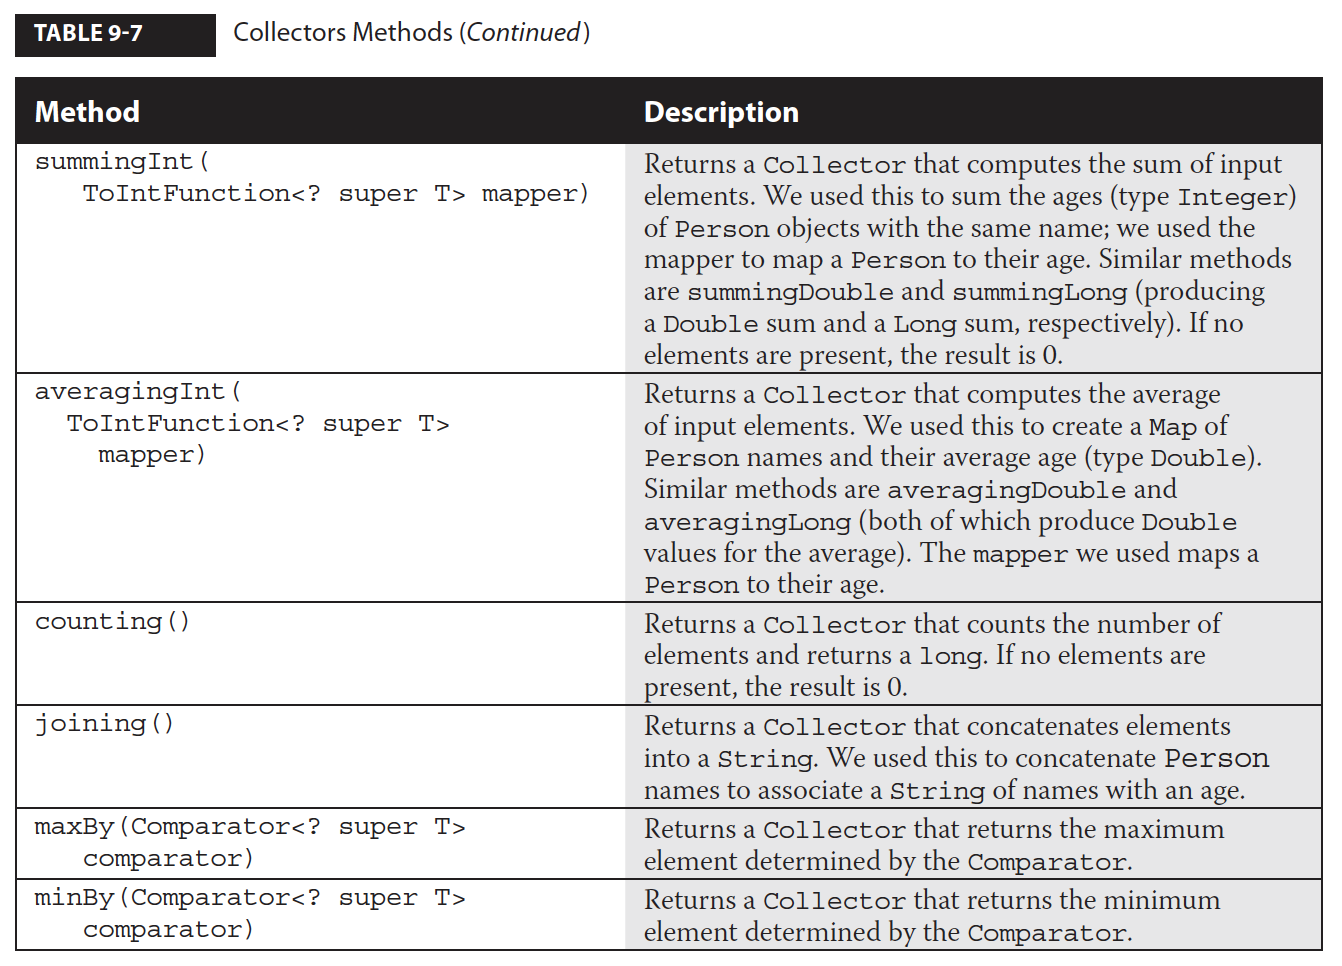 TABLE 9-7 Collectors Methods (Continued)
Method Description
summingInt(
ToIntFunction<? super T> mapper)
Returns a Collector that computes the sum of input
elements. We used this to sum the ages (type Integer)
of Person objects with the same name; we used the
mapper to map a Person to their age. Similar methods
are summingDouble and summingLong (producing
a Double sum and a Long sum, respectively). If no
elements are present, the result is 0.
averagingInt(
ToIntFunction<? super T>
mapper)
Returns a Collector that computes the average
of input elements. We used this to create a Map of
Person names and their average age (type Double).
Similar methods are averagingDouble and
averagingLong (both of which produce Double
values for the average). The mapper we used maps a
Person to their age.
counting()
Returns a Collector that counts the number of
elements and returns a long. If no elements are
present, the result is 0.
joining()
Returns a Collector that concatenates elements
into a String. We used this to concatenate Person
names to associate a String of names with an age.
maxBy(Comparator<? super T>
comparator)
Returns a Collector that returns the maximum
element determined by the Comparator.
minBy(Comparator<? super T>
comparator)
Returns a Collector that returns the minimum
element determined by the Comparator.